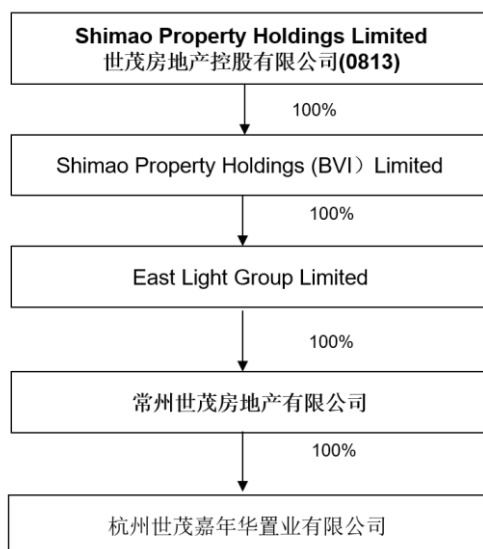 Shimao Property Holdings Limited
世茂房地产控股有限公司(0813)
100%
Shimao Property Holdings (BVI）Limited
100%
East Light Group Limited
100%
常州世茂房地产有限公司
100%
杭州世茂嘉年华置业有限公司